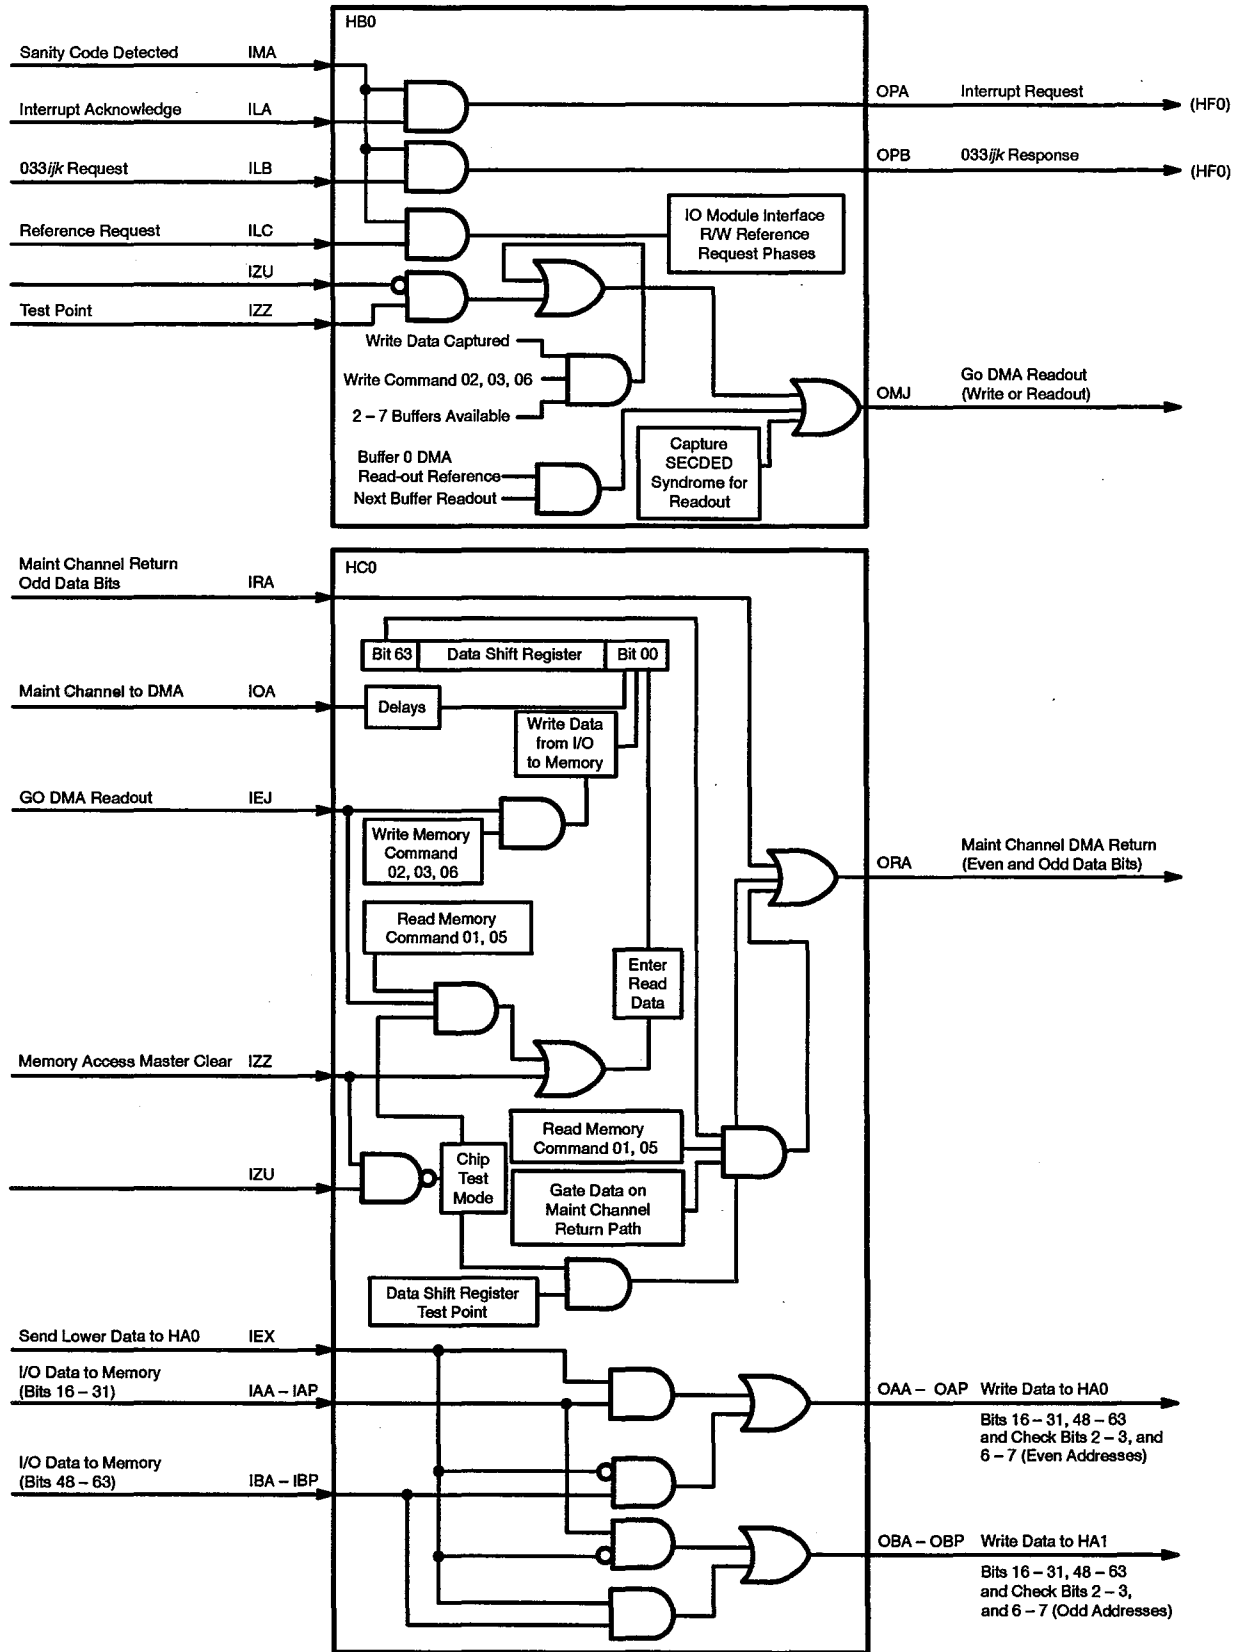 HB0
Sanity Code Detected IMA
OPA Interrupt Request
(HF0)
Interrupt Acknowledge ILA
OPB 033ijk Response
(HF0)
033ijk Request ILB
IO Module Interface
R/W Reference
Request Phases
Reference Request ILC
IZU
Test Point IZZ
Write Data Captured
Write Command 02, 03, 06
2 – 7 Buffers Available
Go DMA Readout
OMJ (Write or Readout)
Buffer 0 DMA
Read-out Reference
Next Buffer Readout
Capture
SECDED
Syndrome for
Readout
HC0
Maint Channel Return
Odd Data Bits IRA
Bit 63 Data Shift Register Bit 00
Maint Channel to DMA IOA
Delays
Write Data
from I/O
to Memory
GO DMA Readout IEJ
Write Memory
Command
02, 03, 06
Maint Channel DMA Return
ORA (Even and Odd Data Bits)
Read Memory
Command 01, 05
Enter
Read
Data
Memory Access Master Clear IZZ
Read Memory
Command 01, 05
Chip
Test
Mode
IZU
Gate Data on
Maint Channel
Return Path
Data Shift Register
Test Point
Send Lower Data to HA0 IEX
I/O Data to Memory
(Bits 16 – 31) IAA – IAP
OAA – OAP Write Data to HA0
Bits 16 – 31, 48 – 63
and Check Bits 2 – 3, and
6 – 7 (Even Addresses)
I/O Data to Memory
(Bits 48 – 63) IBA – IBP
OBA – OBP Write Data to HA1
Bits 16 – 31, 48 – 63
and Check Bits 2 – 3,
and 6 – 7 (Odd Addresses)